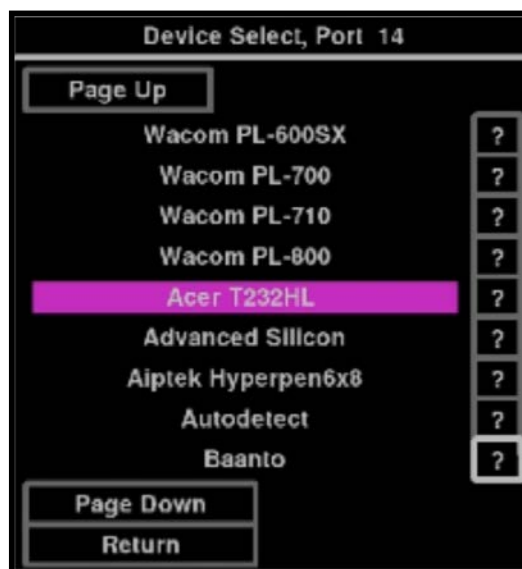 Device Select, Port 14
Page Up
Wacom PL-600SX ?
Wacom PL-700 ?
Wacom PL-710 ?
Wacom PL-800 ?
Acer T232HL ?
Advanced Silicon ?
Aiptek Hyperpen6x8 ?
Autodetect ?
Baanto ?
Page Down
Return